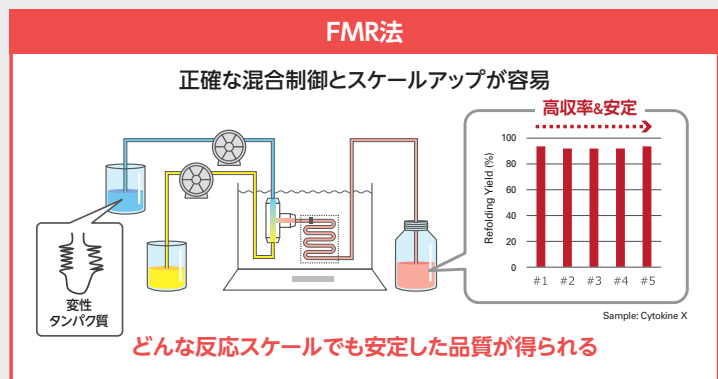 FMR法
正確な混合制御とスケールアップが容易
高収率&安定
Refolding Yield (%)
100
80
60
40
20
0
#1 #2 #3 #4 #5
Sample: Cytokine X
変性
タンパク質
どんな反応スケールでも安定した品質が得られる